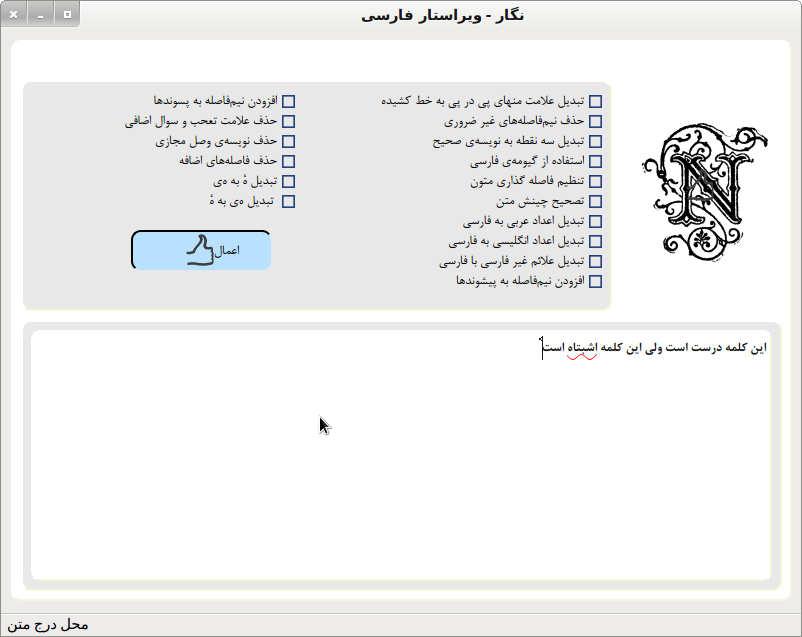 نگار - ویراستار فارسی
تبدیل علامت منهای پی در پی به خط کشیده
حذف نیم‌فاصله‌های غیر ضروری
تبدیل سه نقطه به نویسه‌ی صحیح
استفاده از گیومه‌ی فارسی
تنظیم فاصله گذاری متون
تصحیح چینش متن
تبدیل اعداد عربی به فارسی
تبدیل اعداد انگلیسی به فارسی
تبدیل علائم غیر فارسی با فارسی
افزودن نیم‌فاصله به پیشوندها
افزودن نیم‌فاصله به پسوندها
حذف علامت تعجب و سوال اضافی
حذف نویسه‌ی وصل مجازی
حذف فاصله‌های اضافه
تبدیل هٔ به ه‌ی
تبدیل ه‌ی به هٔ
اعمال
N
این کلمه درست است ولی این کلمه اشبتاه است
محل درج متن